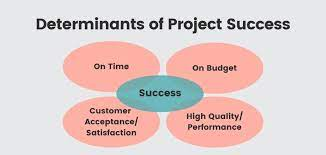 Determinants of Project Success
On Time
On Budget
Success
Customer
Acceptance/
Satisfaction
High Quality/
Performance